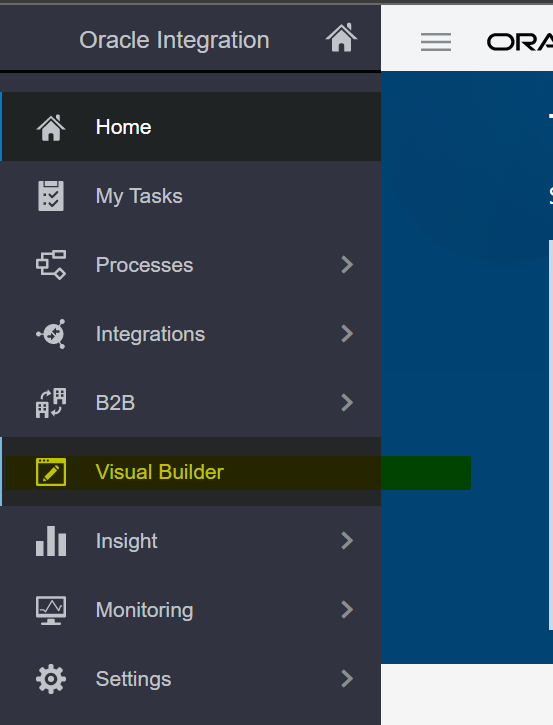 Oracle Integration
Home
My Tasks
Processes
Integrations
B2B
Visual Builder
Insight
Monitoring
Settings